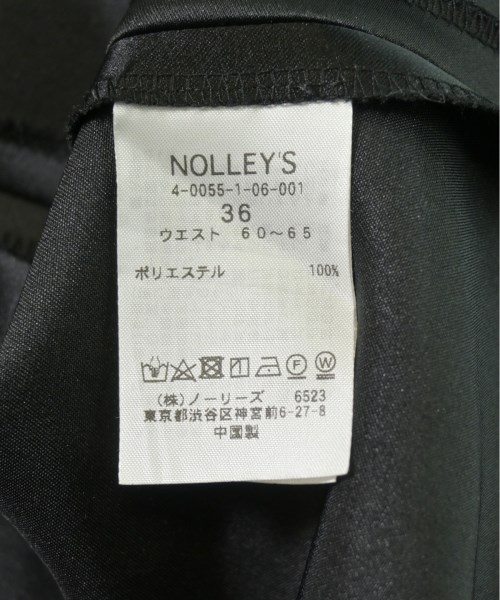 NOLLEY'S
4-0055-1-06-001
36
ウエスト 60～65
ポリエステル 100%
F W
(株)ノーリーズ 6523
東京都渋谷区神宮前6-27-8
中国製